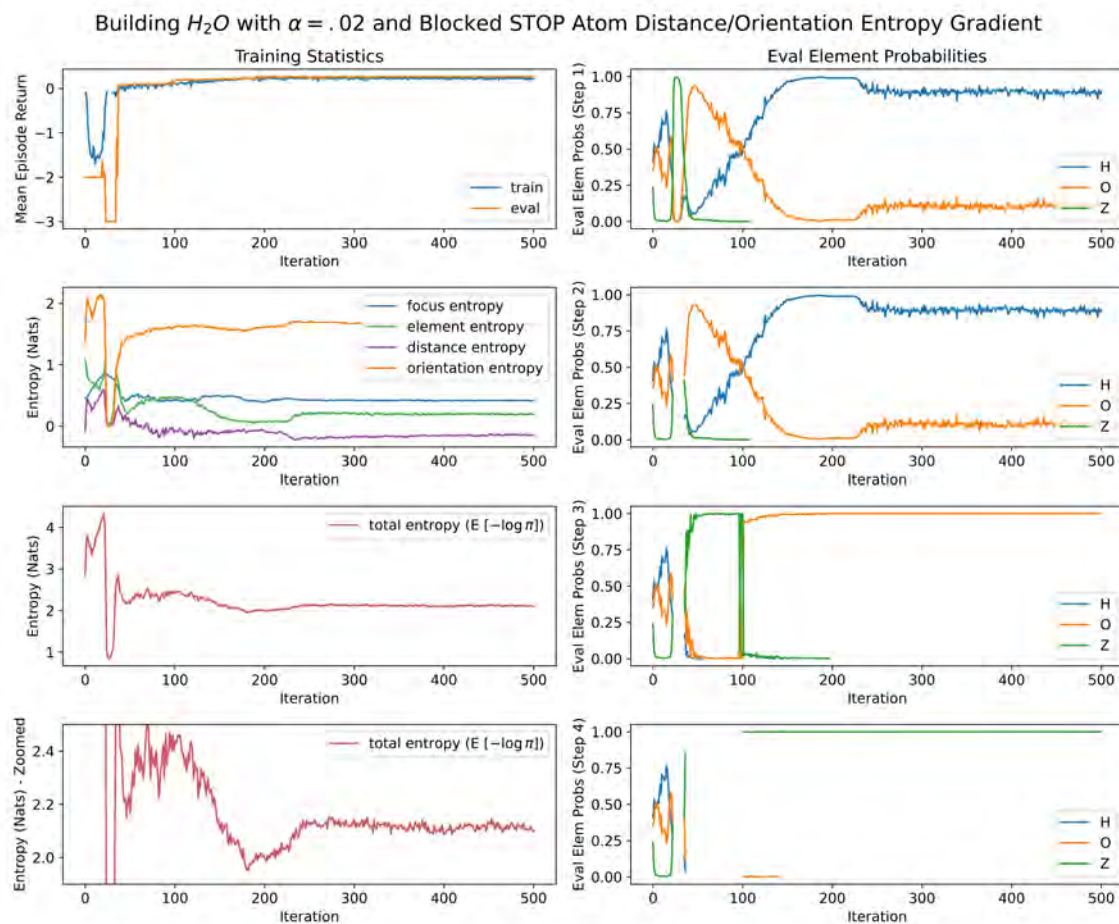 Building H₂O with α = .02 and Blocked STOP Atom Distance/Orientation Entropy Gradient
Training Statistics
Mean Episode Return
0
−1
−2
−3
train
eval
0 100 200 300 400 500
Iteration
Eval Element Probabilities
Eval Elem Probs (Step 1)
1.00
0.75
0.50
0.25
0.00
H
O
Z
0 100 200 300 400 500
Iteration
Entropy (Nats)
2
1
0
focus entropy
element entropy
distance entropy
orientation entropy
0 100 200 300 400 500
Iteration
Eval Elem Probs (Step 2)
1.00
0.75
0.50
0.25
0.00
H
O
Z
0 100 200 300 400 500
Iteration
Entropy (Nats)
4
3
2
1
total entropy (E [−log π])
0 100 200 300 400 500
Iteration
Eval Elem Probs (Step 3)
1.00
0.75
0.50
0.25
0.00
H
O
Z
0 100 200 300 400 500
Iteration
Entropy (Nats) - Zoomed
2.4
2.2
2.0
total entropy (E [−log π])
0 100 200 300 400 500
Iteration
Eval Elem Probs (Step 4)
1.00
0.75
0.50
0.25
0.00
H
O
Z
0 100 200 300 400 500
Iteration